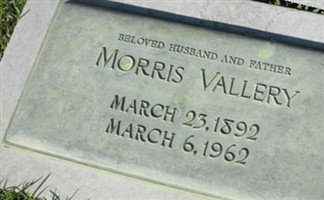 BELOVED HUSBAND AND FATHER
MORRIS VALLERY
MARCH 23, 1892
MARCH 6, 1962